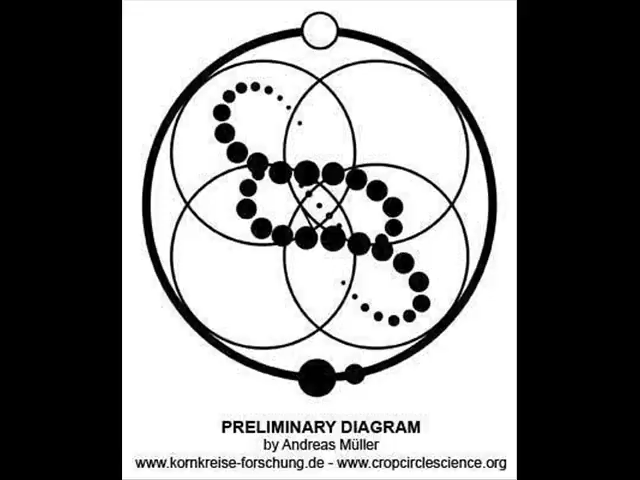 PRELIMINARY DIAGRAM
by Andreas Müller
www.kornkreise-forschung.de - www.cropcirclescience.org